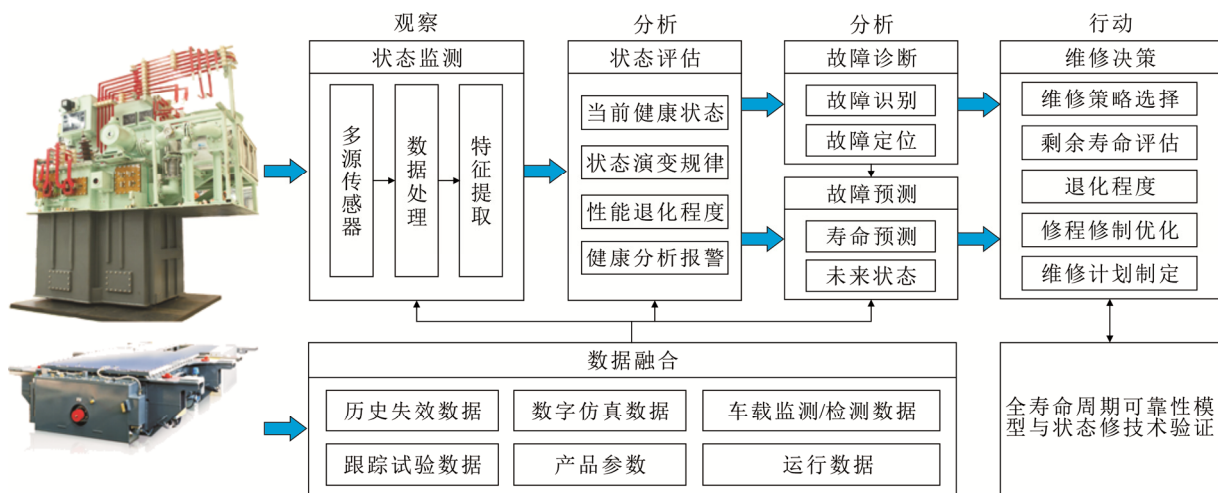 观察
状态监测
多源传感器
数据处理
特征提取
分析
状态评估
当前健康状态
状态演变规律
性能退化程度
健康分析报警
分析
故障诊断
故障识别
故障定位
故障预测
寿命预测
未来状态
行动
维修决策
维修策略选择
剩余寿命评估
退化程度
修程修制优化
维修计划制定
数据融合
历史失效数据
数字仿真数据
车载监测/检测数据
跟踪试验数据
产品参数
运行数据
全寿命周期可靠性模
型与状态修技术验证